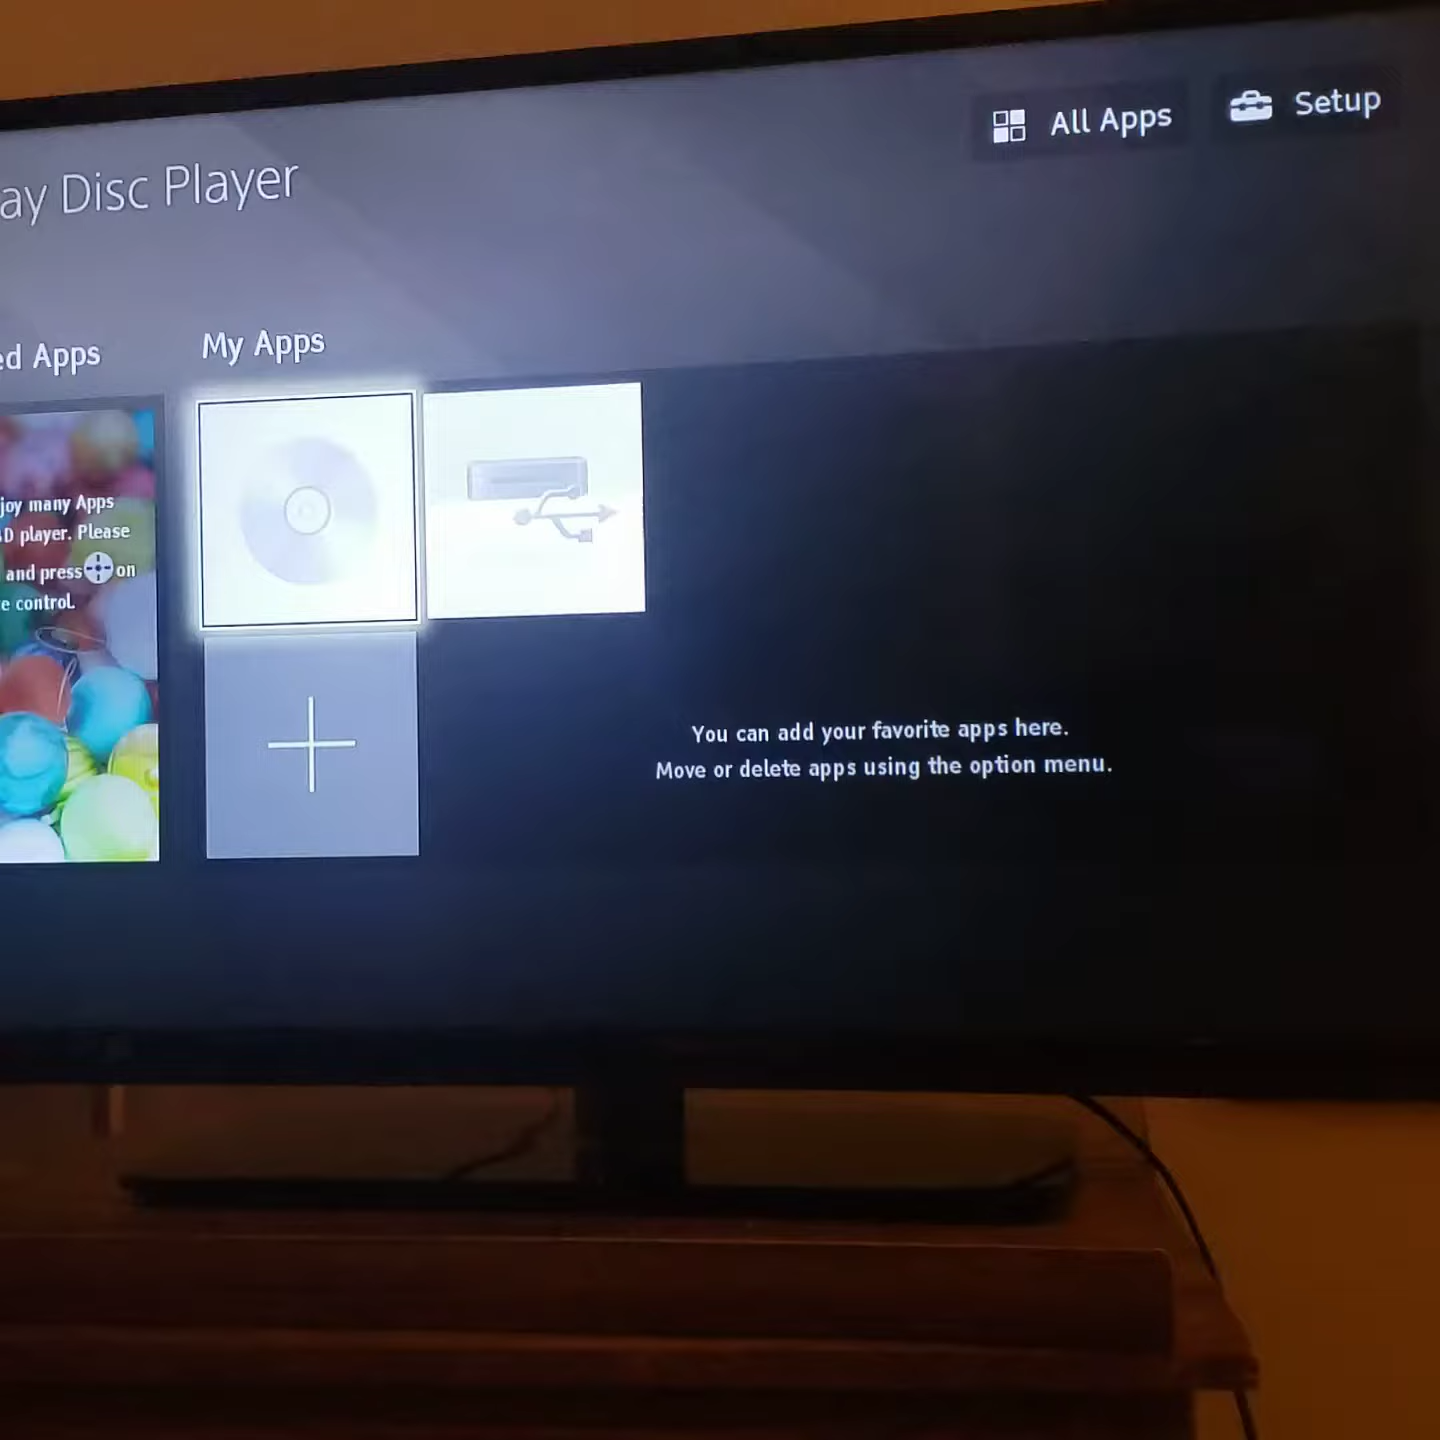 All Apps
Setup
ay Disc Player
ed Apps
My Apps
joy many Apps
D player. Please
and press on
e control.
You can add your favorite apps here.
Move or delete apps using the option menu.